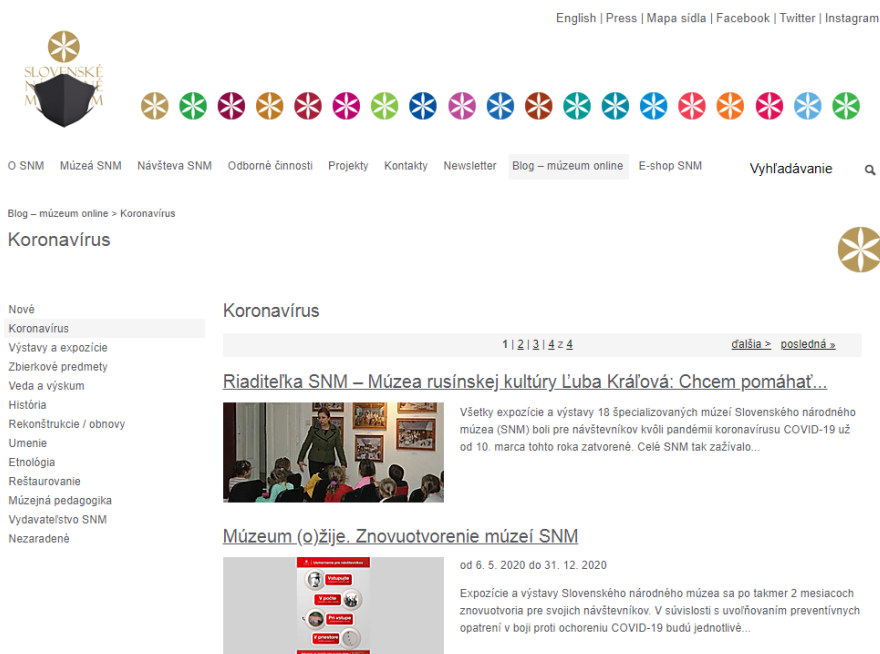 English | Press | Mapa sídla | Facebook | Twitter | Instagram
SLOVENSKÉ
O SNM Múzeá SNM Návšteva SNM Odborné činnosti Projekty Kontakty Newsletter Blog – múzeum online E-shop SNM Vyhľadávanie
Blog – múzeum online > Koronavírus
Koronavírus
Nové
Koronavírus
Výstavy a expozície
Zbierkové predmety
Veda a výskum
História
Rekonštrukcie / obnovy
Umenie
Etnológia
Reštaurovanie
Múzejná pedagogika
Vydavateľstvo SNM
Nezaradené
Koronavírus
1 | 2 | 3 | 4 z 4 ďalšia > posledná »
Riaditeľka SNM – Múzea rusínskej kultúry Ľuba Kráľová: Chcem pomáhať...
Všetky expozície a výstavy 18 špecializovaných múzeí Slovenského národného
múzea (SNM) boli pre návštevníkov kvôli pandémii koronavírusu COVID-19 už
od 10. marca tohto roka zatvorené. Celé SNM tak zažívalo...
Múzeum (o)žije. Znovuotvorenie múzeí SNM
od 6. 5. 2020 do 31. 12. 2020
Expozície a výstavy Slovenského národného múzea sa po takmer 2 mesiacoch
znovuotvoria pre svojich návštevníkov. V súvislosti s uvoľňovaním preventívnych
opatrení v boji proti ochoreniu COVID-19 budú jednotlivé...
Vstupujte
V počte
Pri vstupe
V priestore